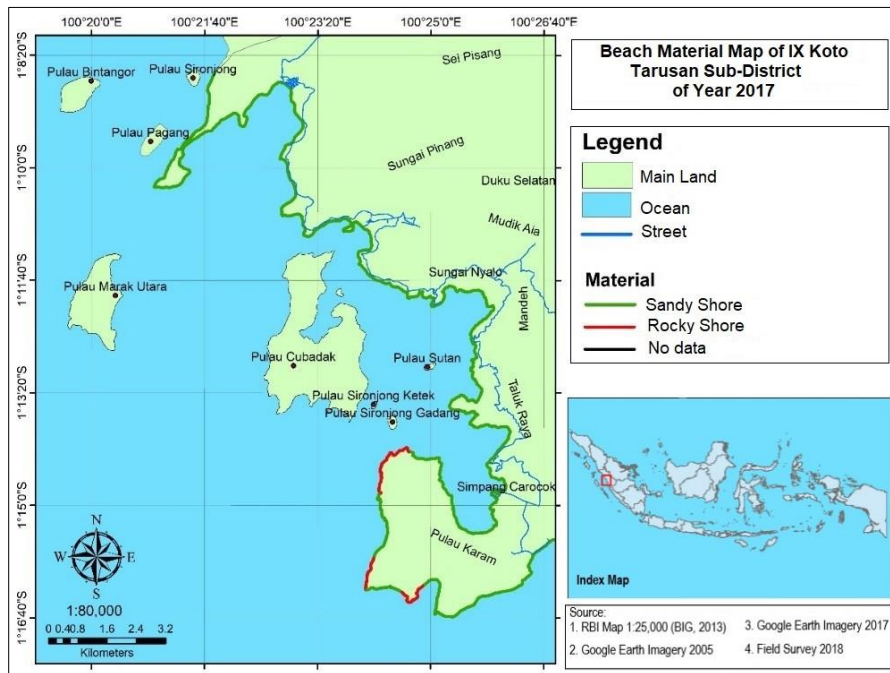 100°20'0"E 100°21'40"E 100°23'20"E 100°25'0"E 100°26'40"E
1°8'20"S
1°10'0"S
1°11'40"S
1°13'20"S
1°15'0"S
1°16'40"S
Pulau Bintangor
Pulau Sironjong
Sei Pisang
Pulau Pagang
Sungai Pinang
Duku Selatan
Mudik Aia
Sungai Nyalo
Pulau Marak Utara
Mandeh
Pulau Cubadak
Pulau Sutan
Pulau Sironjong Ketek
Pulau Sironjong Gadang
Taluk Raya
Simpang Carocok
Pulau Karam
N
W E
S
1:80,000
0 0.4 0.8 1.6 2.4 3.2
Kilometers
Beach Material Map of IX Koto
Tarusan Sub-District
of Year 2017
Legend
Main Land
Ocean
Street
Material
Sandy Shore
Rocky Shore
No data
Index Map
Source:
1. RBI Map 1:25,000 (BIG, 2013) 3. Google Earth Imagery 2017
2. Google Earth Imagery 2005 4. Field Survey 2018